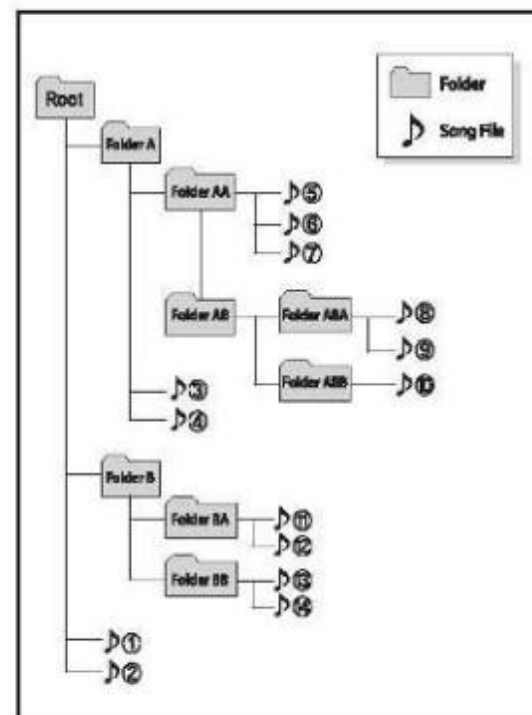 Root
Folder
Song File
Folder A
Folder AA
⑤
⑥
⑦
Folder AB
Folder ABA
⑧
⑨
Folder ABB
⑩
③
④
Folder B
Folder BA
⑪
⑫
Folder BB
⑬
⑭
①
②